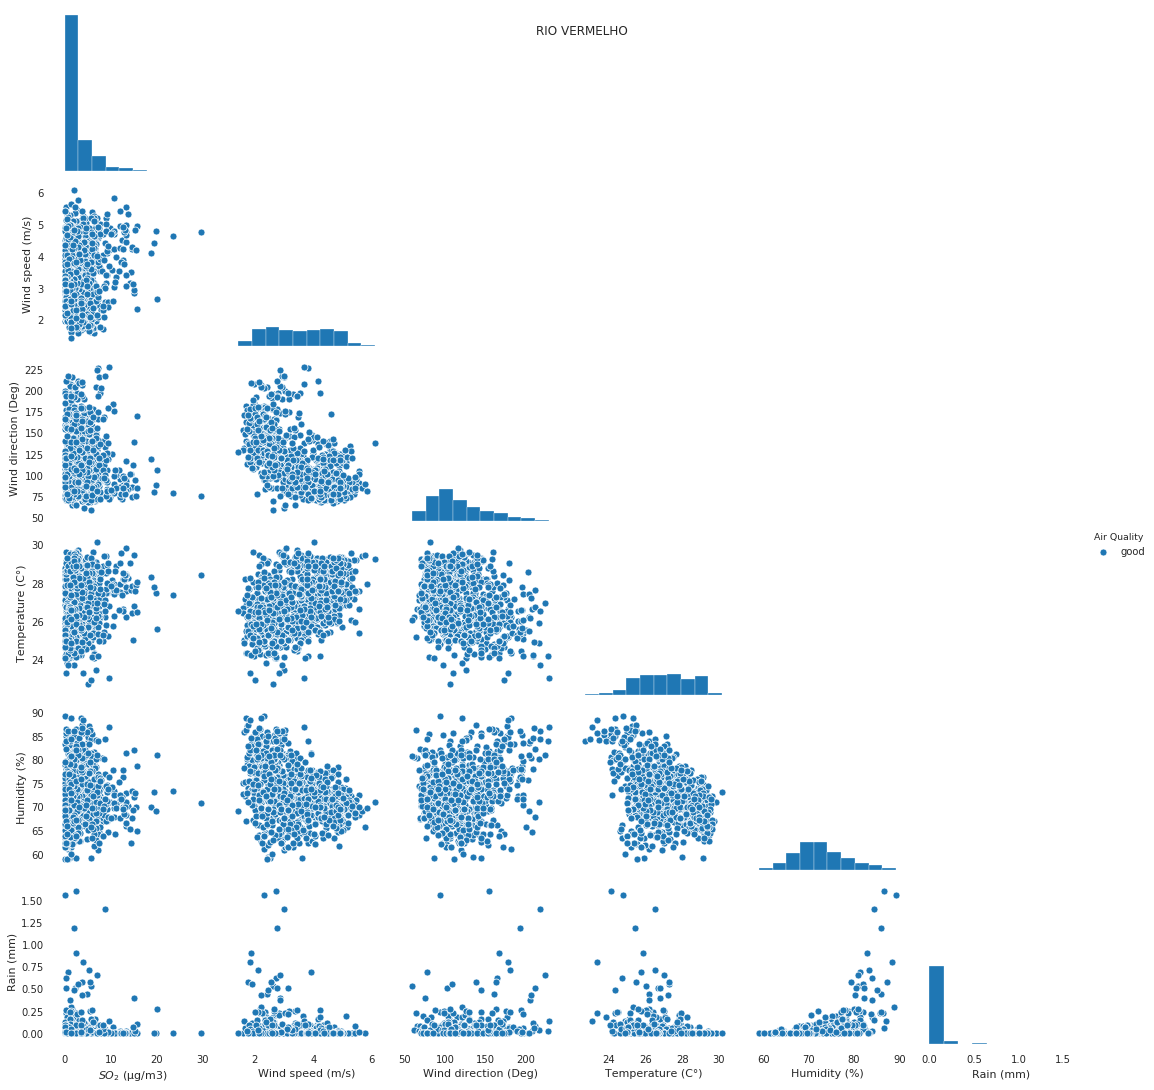 RIO VERMELHO
6
5
4
3
2
Wind speed (m/s)
225
200
175
150
125
100
75
50
Wind direction (Deg)
30
28
26
24
Temperature (C°)
Air Quality
good
90
85
80
75
70
65
60
Humidity (%)
1.50
1.25
1.00
0.75
0.50
0.25
0.00
Rain (mm)
0 10 20 30
2 4 6
50 100 150 200
24 26 28 30
60 70 80 90
0.0 0.5 1.0 1.5
SO₂ (µg/m3)
Wind speed (m/s)
Wind direction (Deg)
Temperature (C°)
Humidity (%)
Rain (mm)